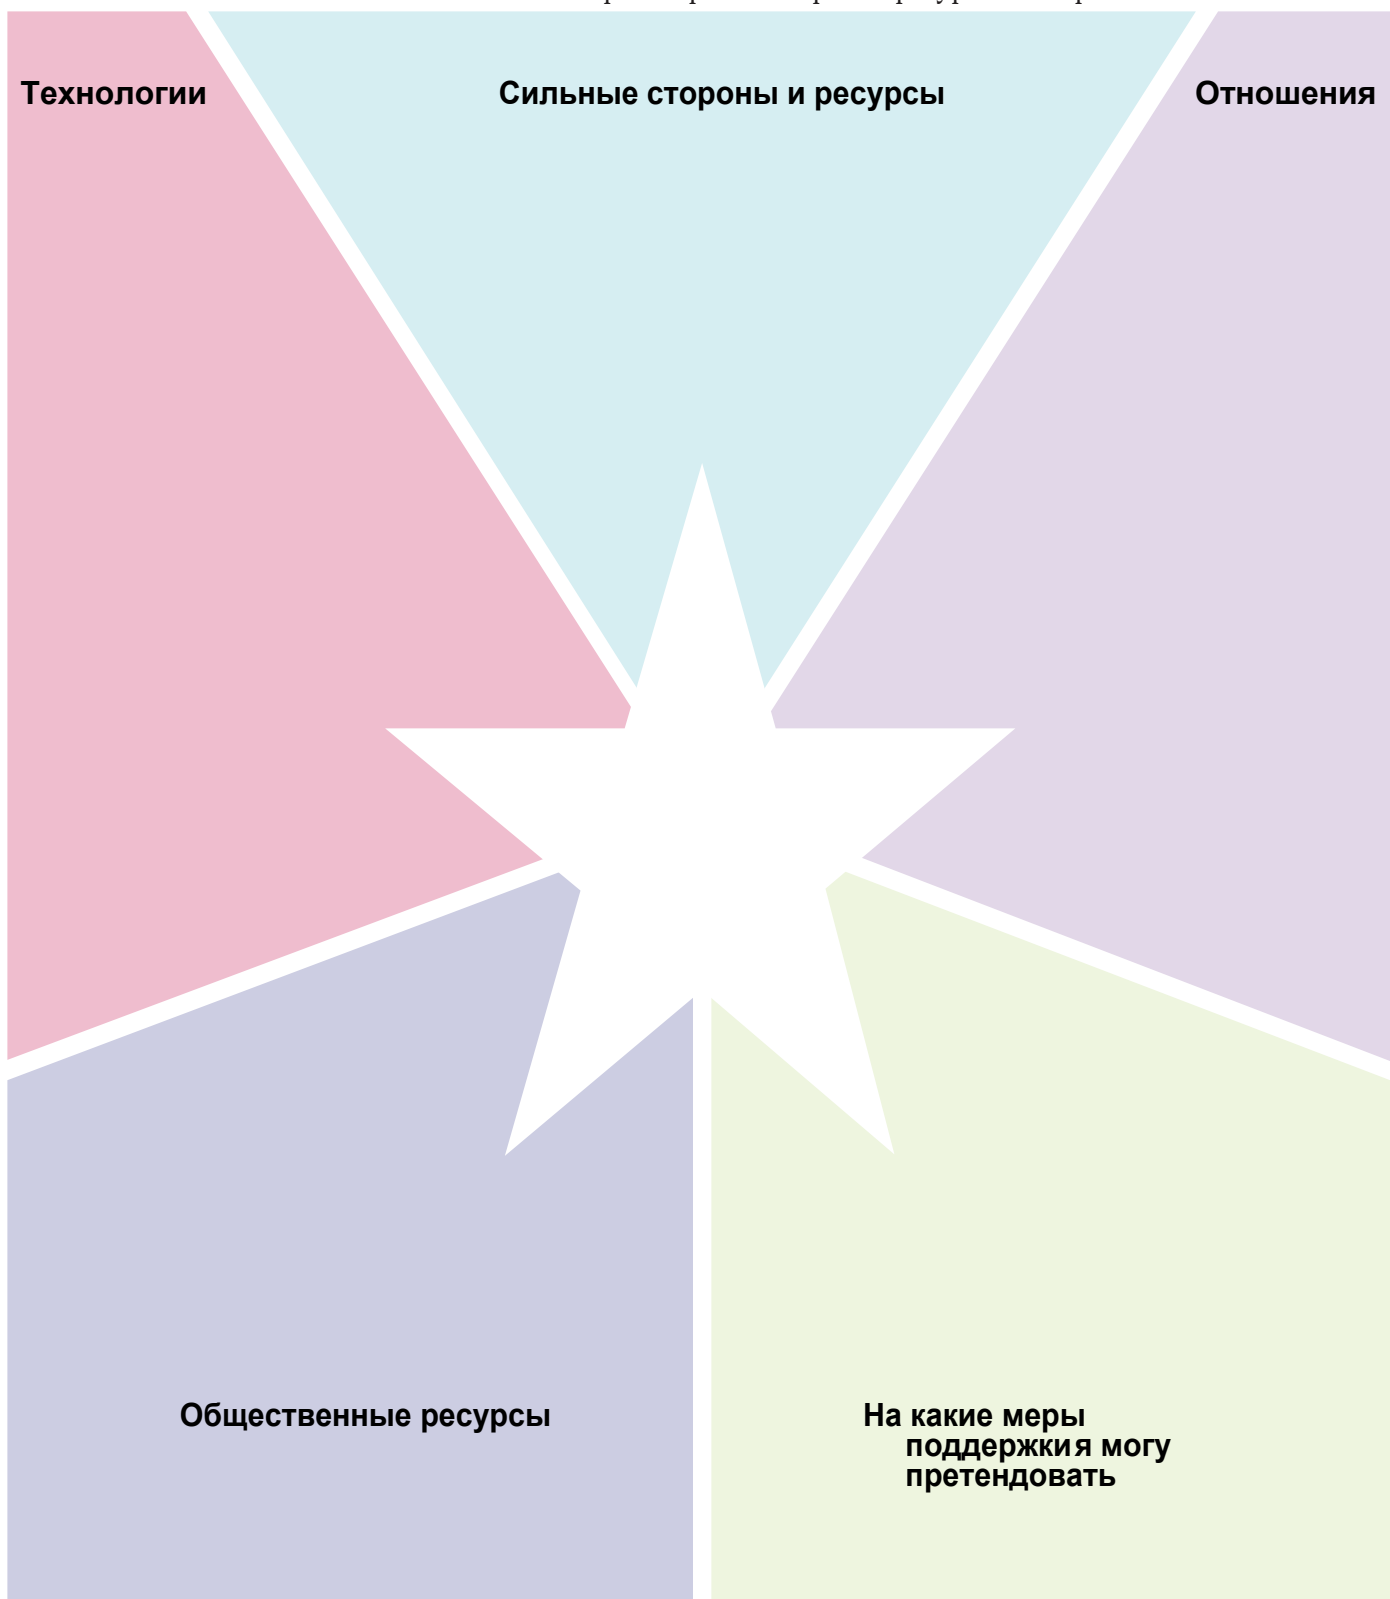 Технологии
Сильные стороны и ресурсы
Отношения
Общественные ресурсы
На какие меры
поддержкия могу
претендовать